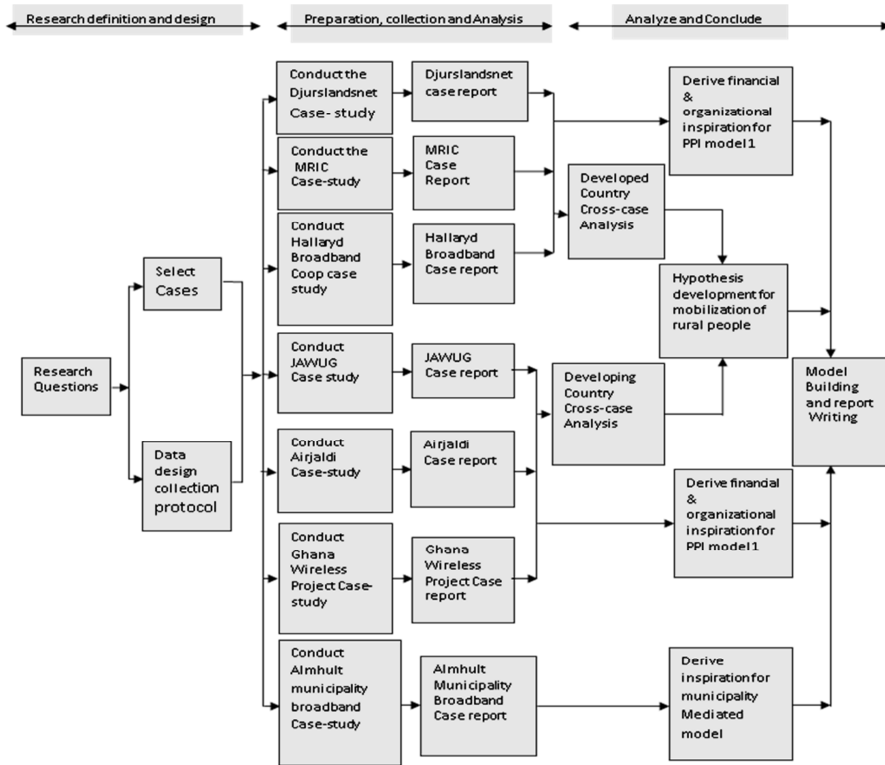 Research definition and design
Preparation, collection and Analysis
Analyze and Conclude
Research
Questions
Select
Cases
Data
design
collection
protocol
Conduct the
Djurslandsnet
Case- study
Conduct the
MRIC
Case-study
Conduct
Hallaryd
Broadband
Coop case
study
Conduct
JAWUG
Case study
Conduct
Airjaldi
Case-study
Conduct
Ghana
Wireless
Project Case-
study
Conduct
Almhult
municipality
broadband
Case-study
Djurslandsnet
case report
MRIC
Case
Report
Hallaryd
Broadband
Case report
JAWUG
Case report
Airjaldi
Case report
Ghana
Wireless
Project Case
report
Almhult
Municipality
Broadband
Case report
Developed
Country
Cross-case
Analysis
Developing
Country
Cross-case
Analysis
Derive financial
&
organizational
inspiration for
PPI model 1
Hypothesis
development for
mobilization of
rural people
Derive financial
&
organizational
inspiration for
PPI model 1
Derive
inspiration for
municipality
Mediated
model
Model
Building
and report
Writing